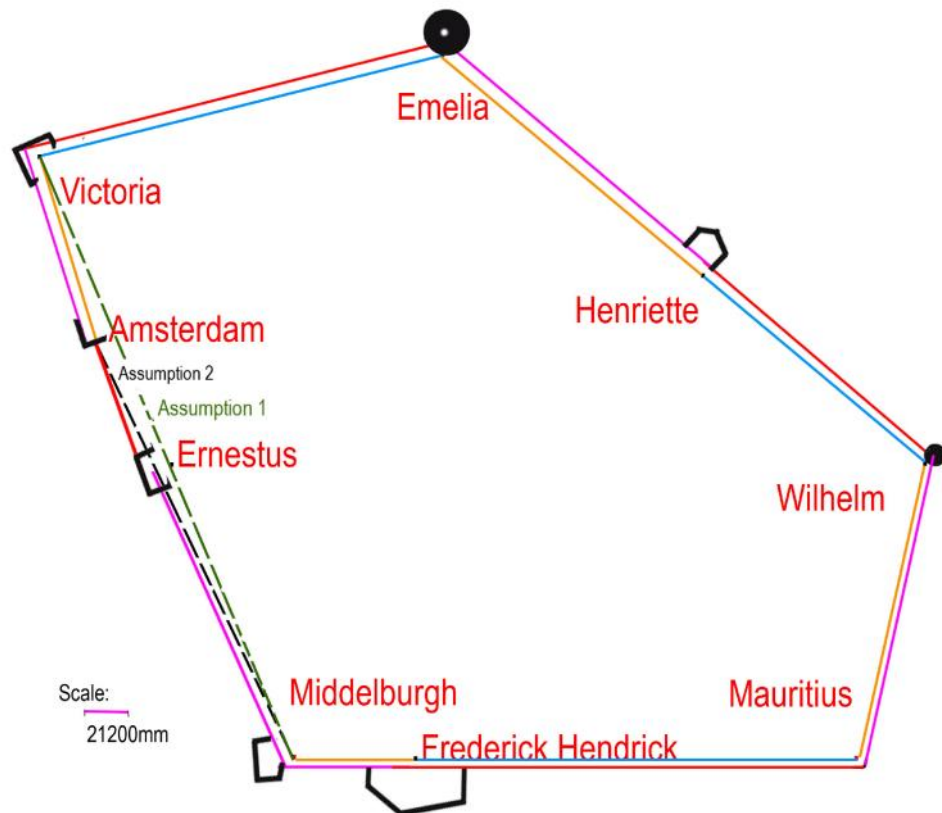 Emelia
Victoria
Henriette
Amsterdam
Assumption 2
Assumption 1
Ernestus
Wilhelm
Middelburgh
Mauritius
Scale:
21200mm
Frederick Hendrick